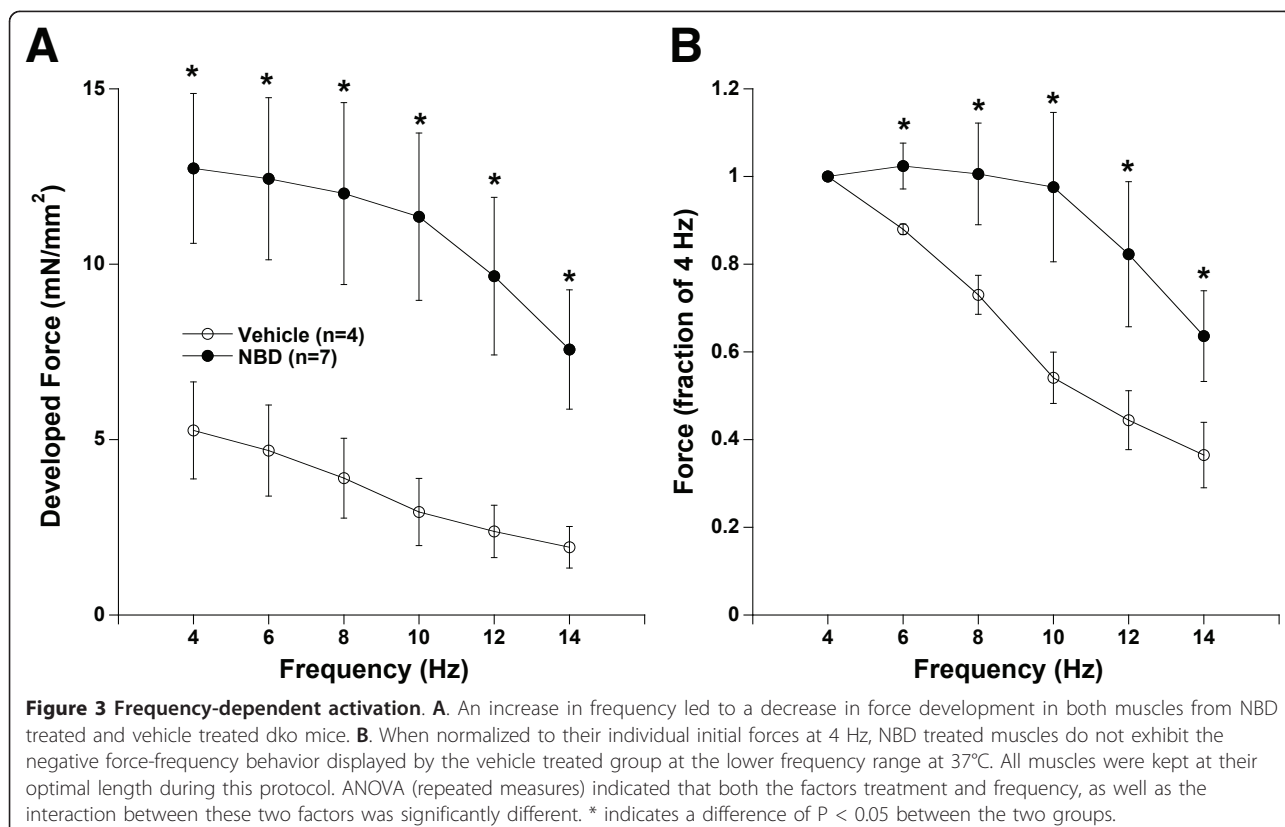 A
B
* * * * * *
15
10
5
0
Developed Force (mN/mm²)
Vehicle (n=4)
NBD (n=7)
4 6 8 10 12 14
Frequency (Hz)
* * * * *
1.2
1
0.8
0.6
0.4
0.2
0
Force (fraction of 4 Hz)
4 6 8 10 12 14
Frequency (Hz)
Figure 3 Frequency-dependent activation. A. An increase in frequency led to a decrease in force development in both muscles from NBD
treated and vehicle treated dko mice. B. When normalized to their individual initial forces at 4 Hz, NBD treated muscles do not exhibit the
negative force-frequency behavior displayed by the vehicle treated group at the lower frequency range at 37°C. All muscles were kept at their
optimal length during this protocol. ANOVA (repeated measures) indicated that both the factors treatment and frequency, as well as the
interaction between these two factors was significantly different. * indicates a difference of P < 0.05 between the two groups.